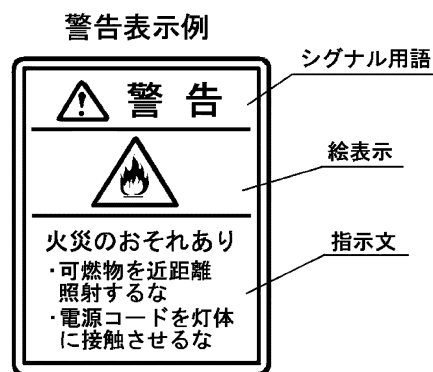 警告表示例
警告
シグナル用語
絵表示
火災のおそれあり
・可燃物を近距離
照射するな
・電源コードを灯体
に接触させるな
指示文